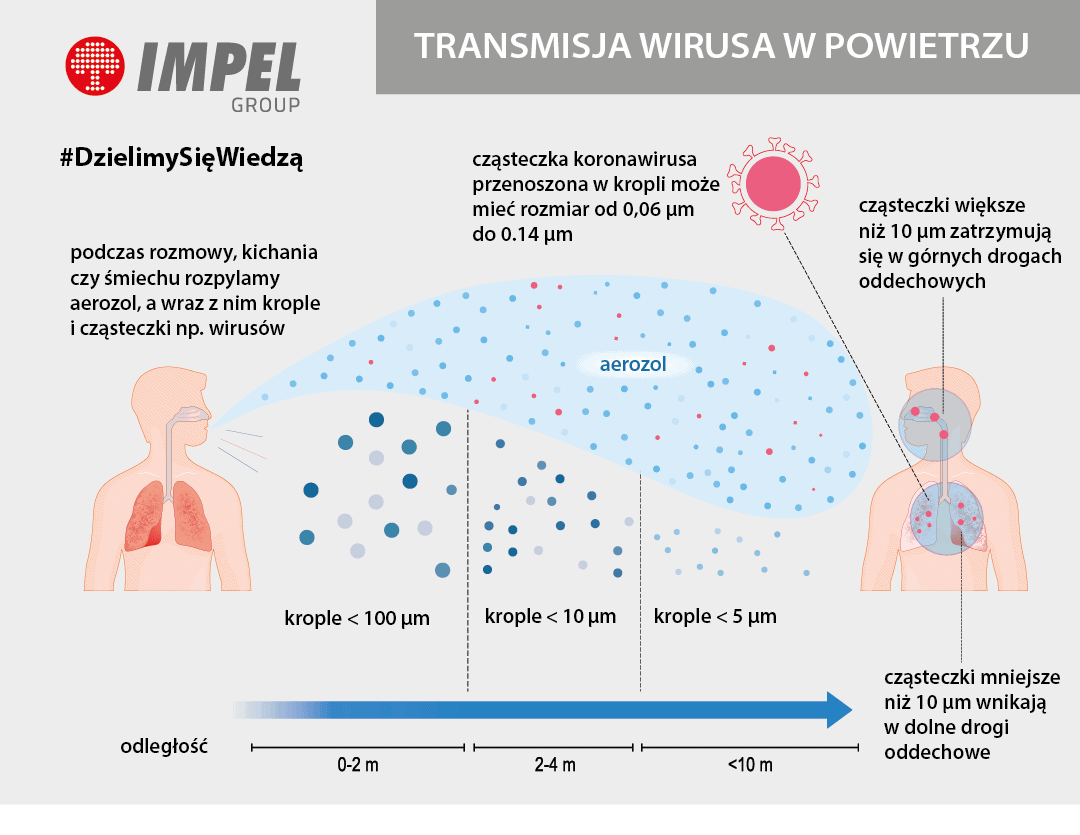 IMPEL
GROUP
TRANSMISJA WIRUSA W POWIETRZU
#DzielimySięWiedzą
cząsteczka koronawirusa
przenoszona w kropli może
mieć rozmiar od 0,06 µm
do 0.14 µm
cząsteczki większe
niż 10 µm zatrzymują
się w górnych drogach
oddechowych
podczas rozmowy, kichania
czy śmiechu rozpylamy
aerozol, a wraz z nim krople
i cząsteczki np. wirusów
aerozol
krople < 100 µm
krople < 10 µm
krople < 5 µm
cząsteczki mniejsze
niż 10 µm wnikają
w dolne drogi
oddechowe
odległość
0-2 m
2-4 m
<10 m